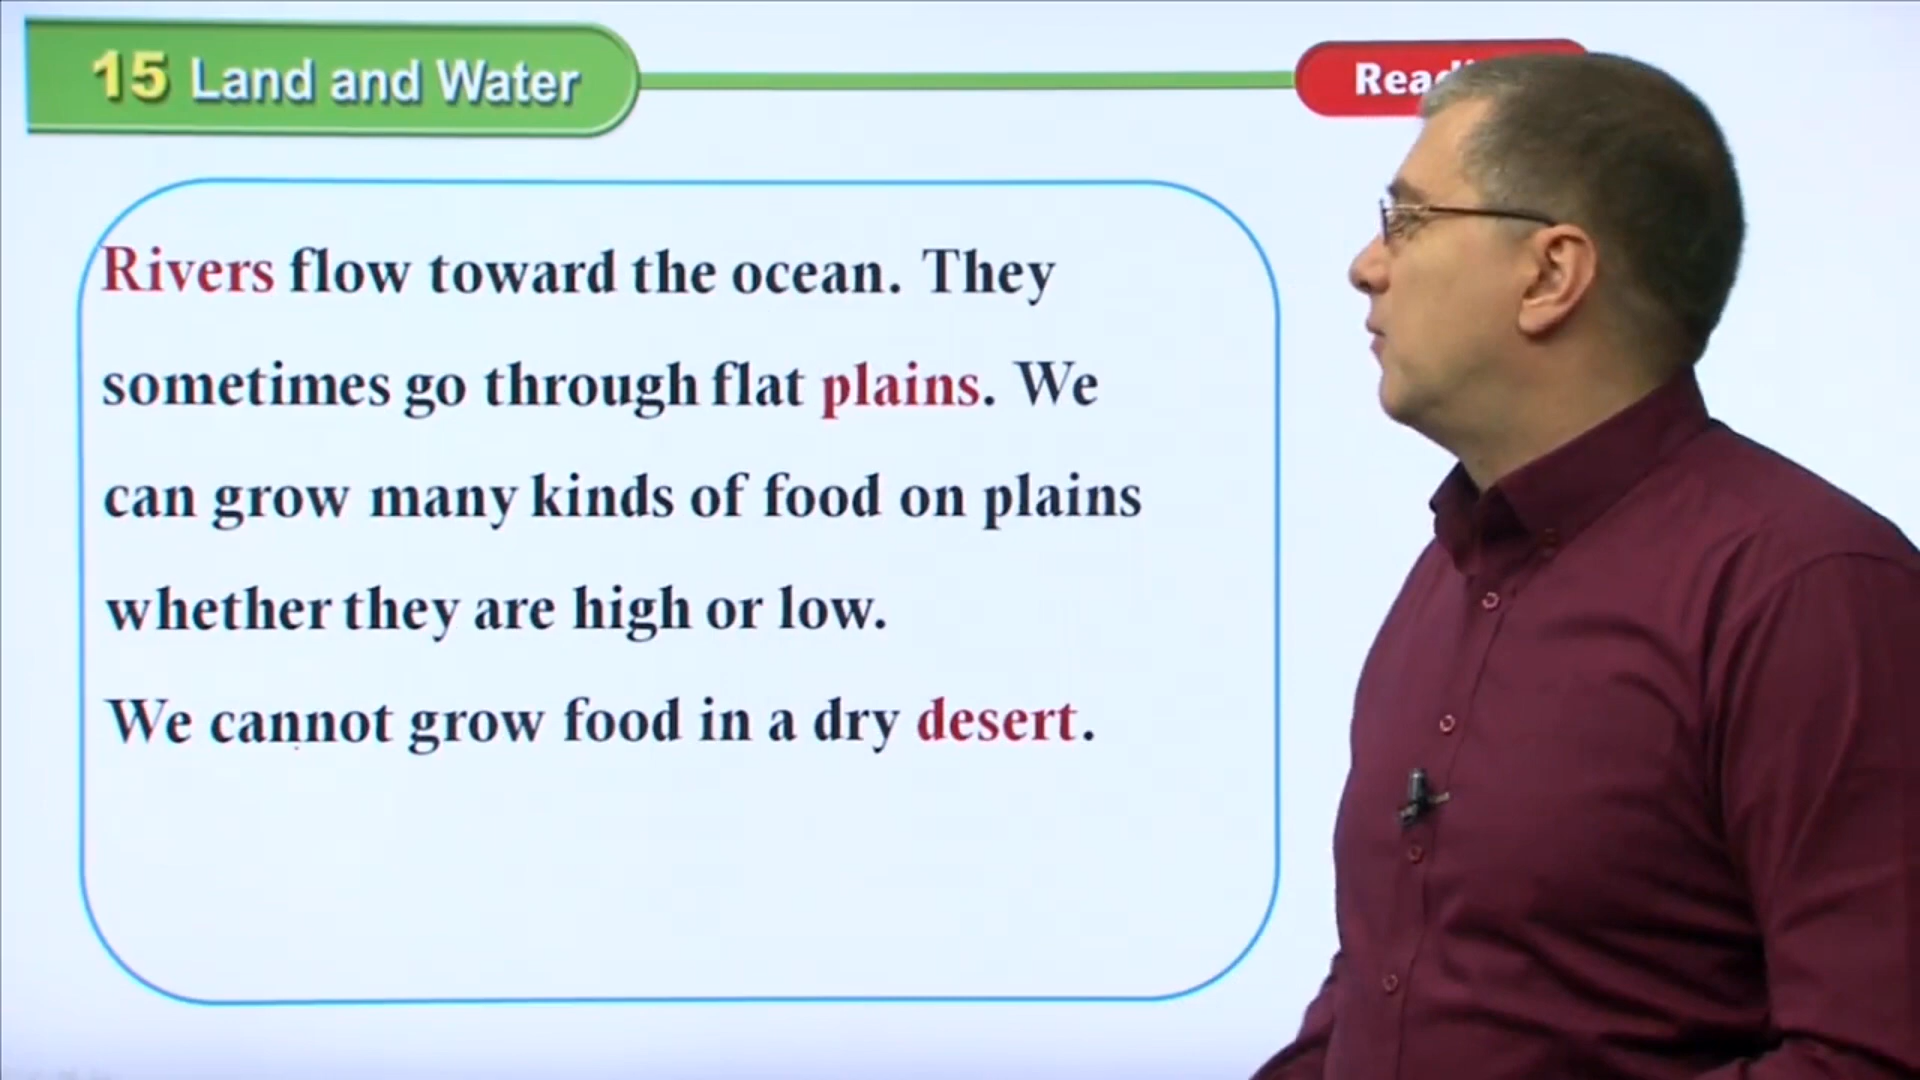 15 Land and Water
Rivers flow toward the ocean. They
sometimes go through flat plains. We
can grow many kinds of food on plains
whether they are high or low.
We cannot grow food in a dry desert.